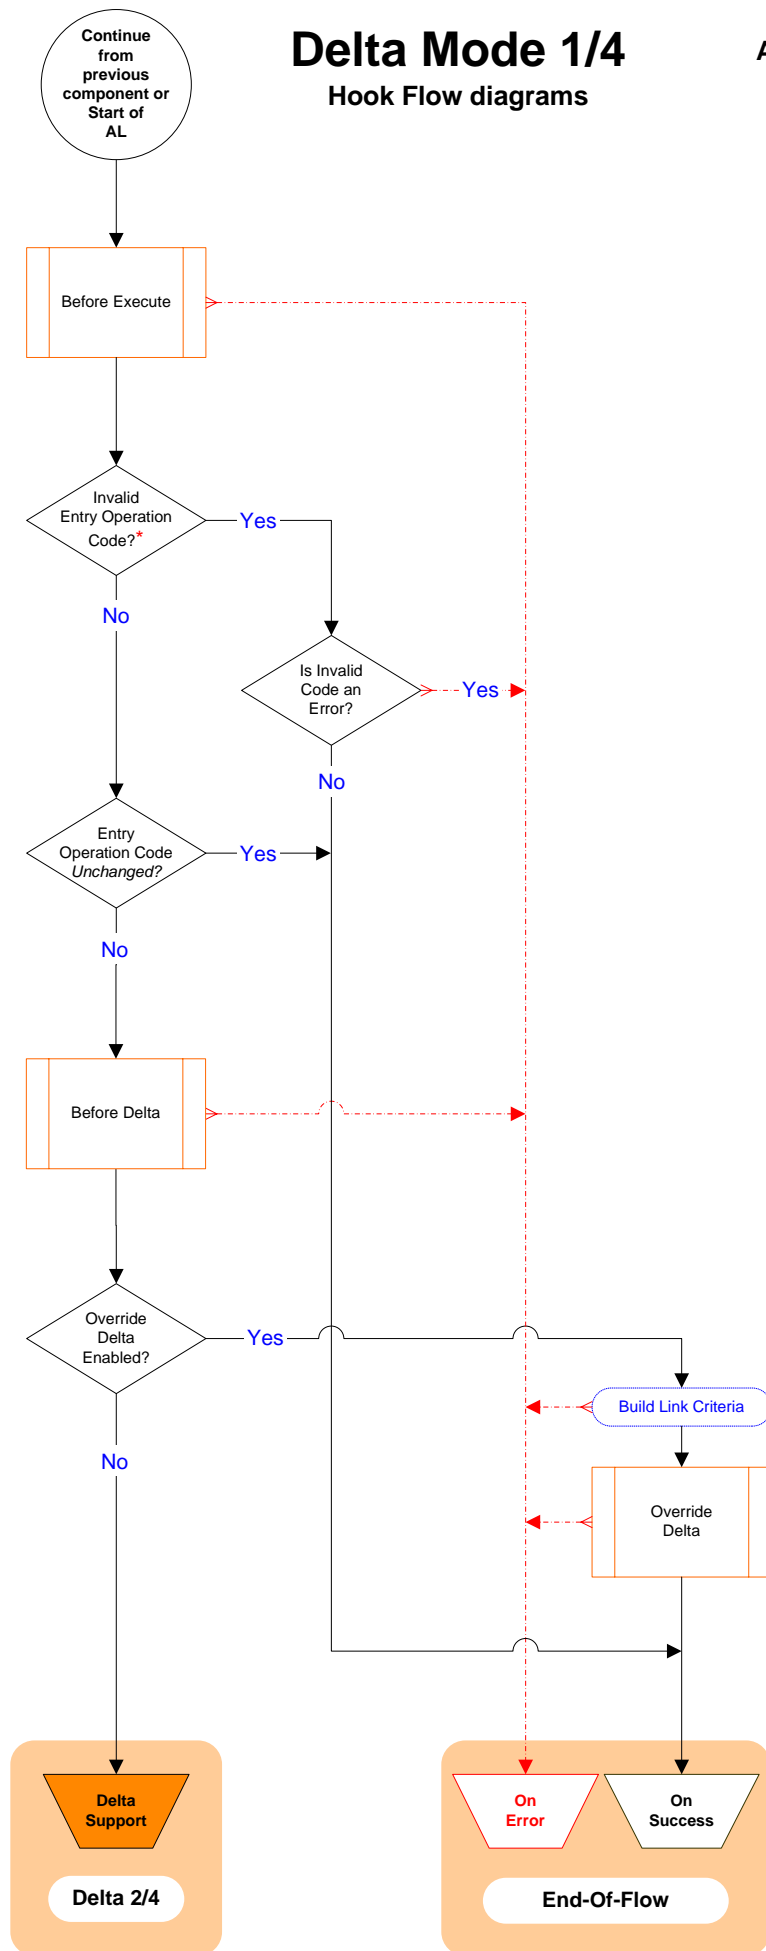 Continue
from
previous
component or
Start of
AL
Delta Mode 1/4
Hook Flow diagrams
A
Before Execute
Invalid
Entry Operation
Code?*
Yes
No
Is Invalid
Code an
Error?
Yes
No
Entry
Operation Code
Unchanged?
Yes
No
Before Delta
Override
Delta
Enabled?
Yes
Build Link Criteria
No
Override
Delta
Delta
Support
On
Error
On
Success
Delta 2/4
End-Of-Flow